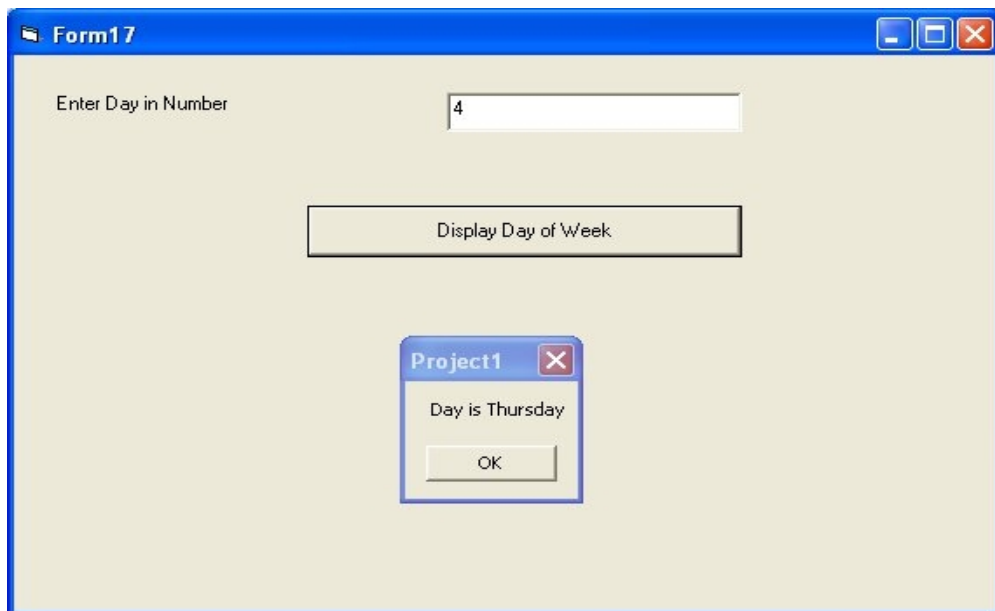 Form17
Enter Day in Number
4
Display Day of Week
Project1
Day is Thursday
OK